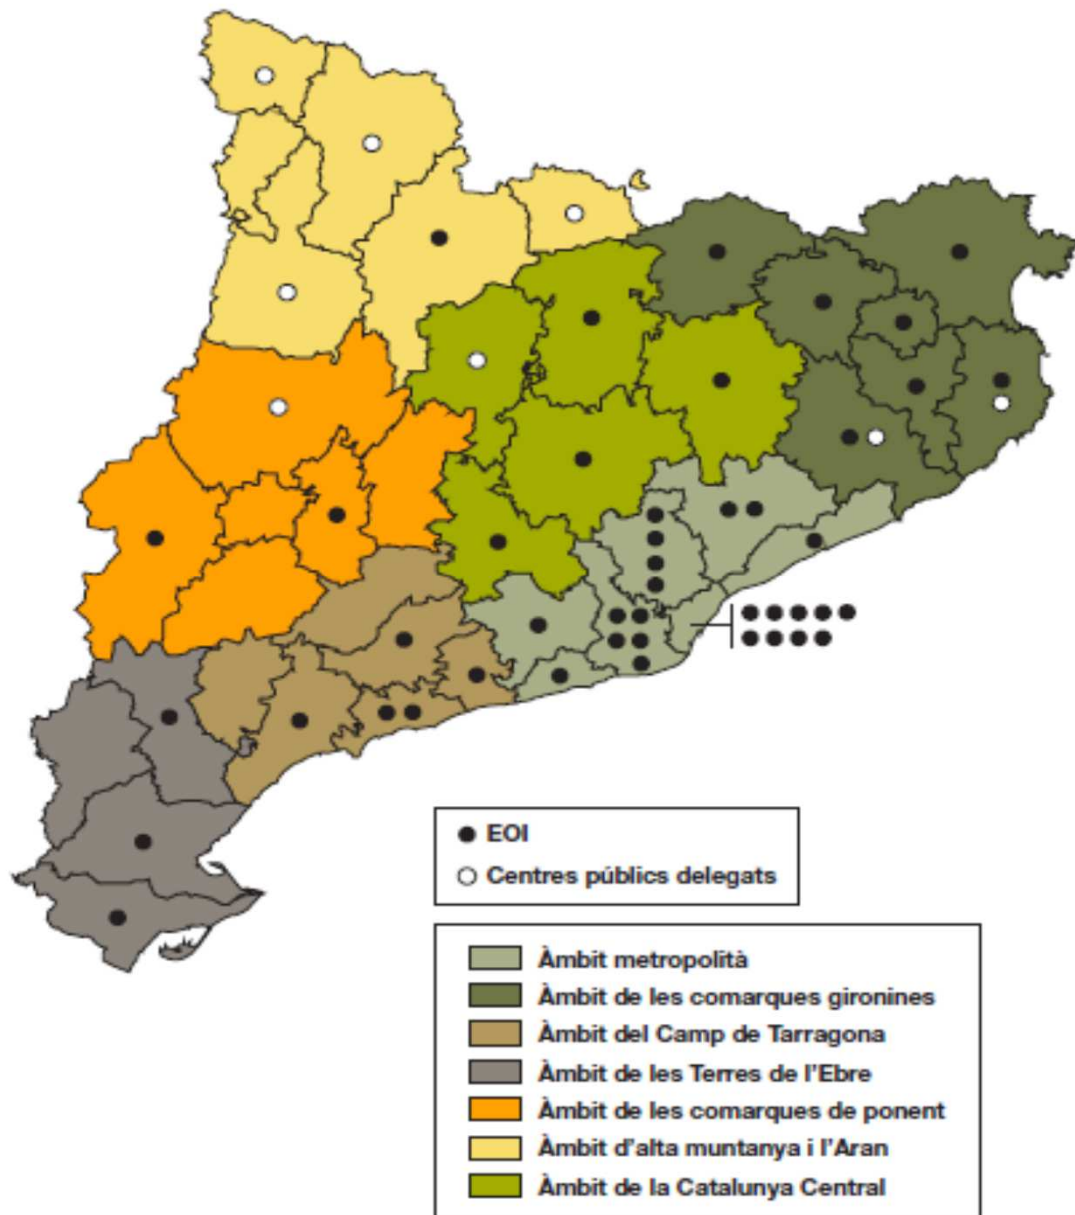 EOI
Centres públics delegats
Àmbit metropolità
Àmbit de les comarques gironines
Àmbit del Camp de Tarragona
Àmbit de les Terres de l'Ebre
Àmbit de les comarques de ponent
Àmbit d'alta muntanya i l'Aran
Àmbit de la Catalunya Central